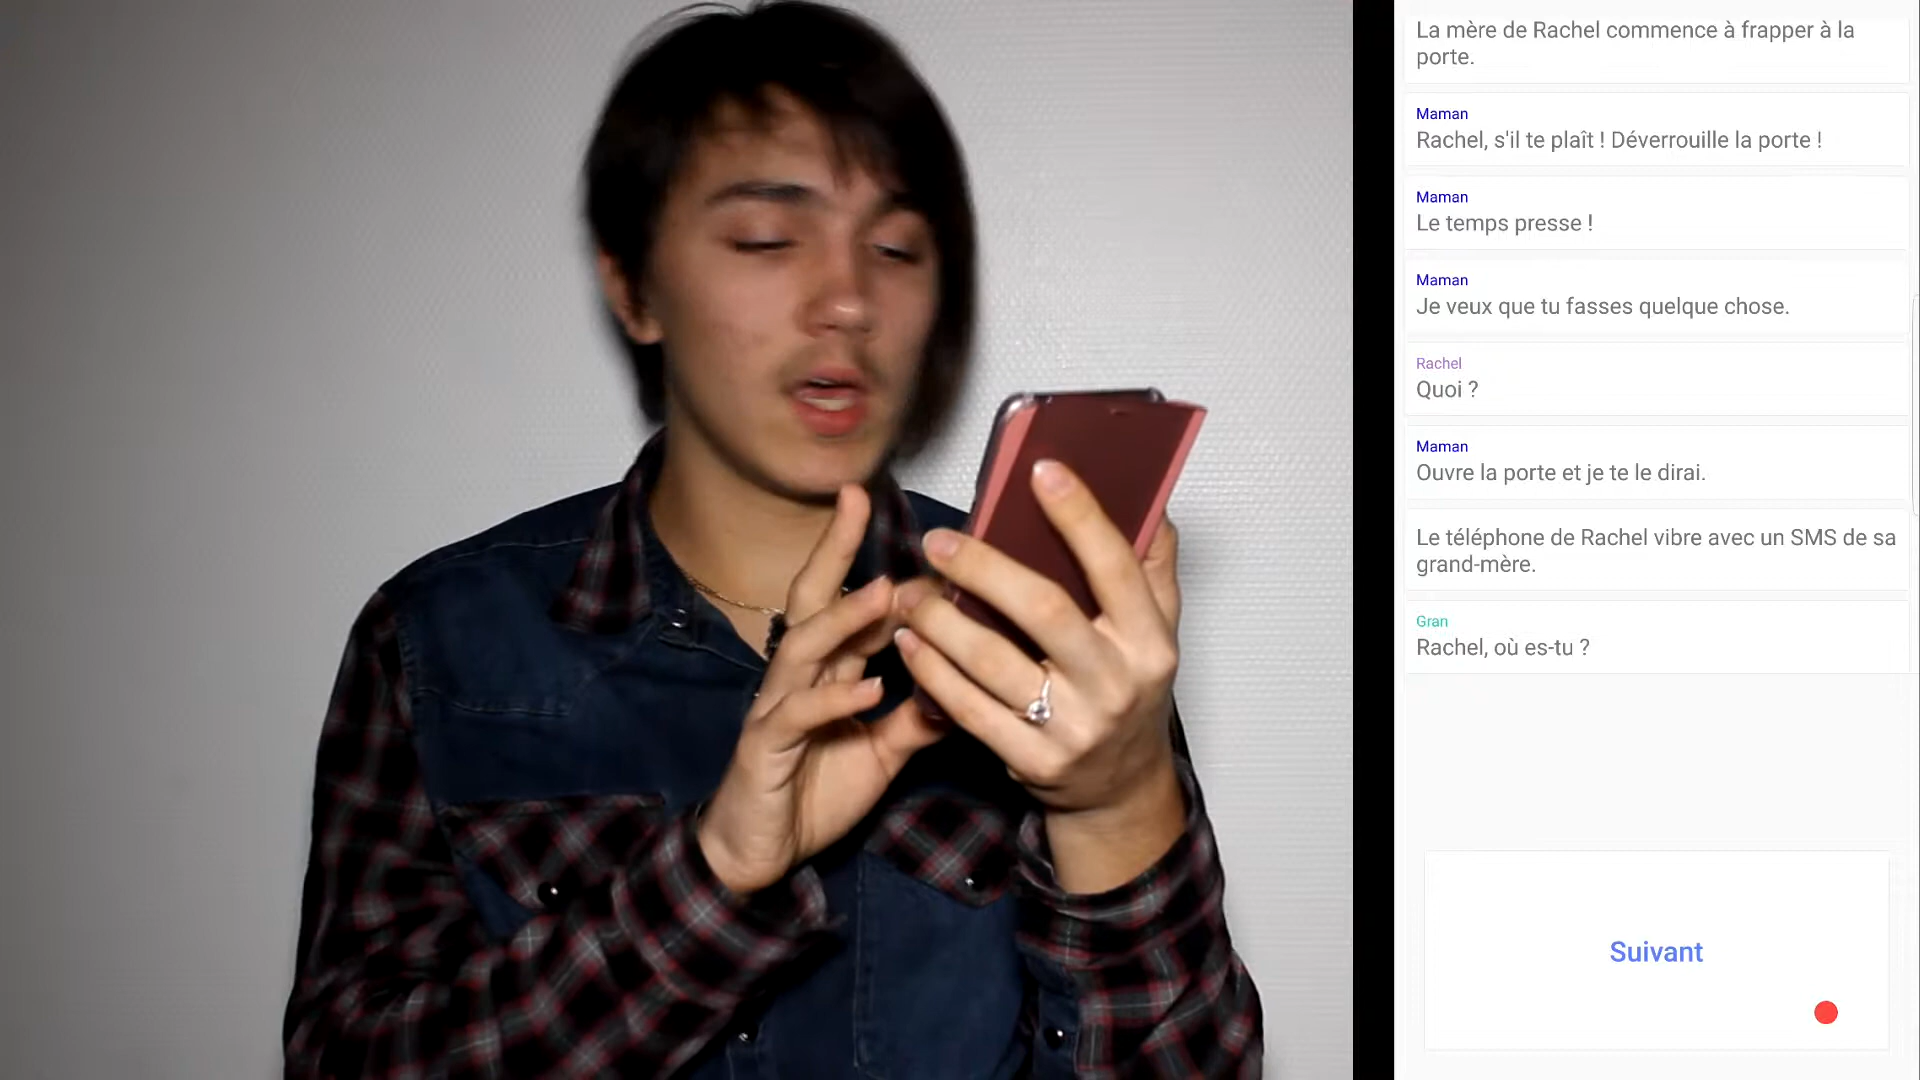 La mère de Rachel commence à frapper à la
porte.
Maman
Rachel, s'il te plaît ! Déverrouille la porte !
Maman
Le temps presse !
Maman
Je veux que tu fasses quelque chose.
Rachel
Quoi ?
Maman
Ouvre la porte et je te le dirai.
Le téléphone de Rachel vibre avec un SMS de sa
grand-mère.
Gran
Rachel, où es-tu ?
Suivant